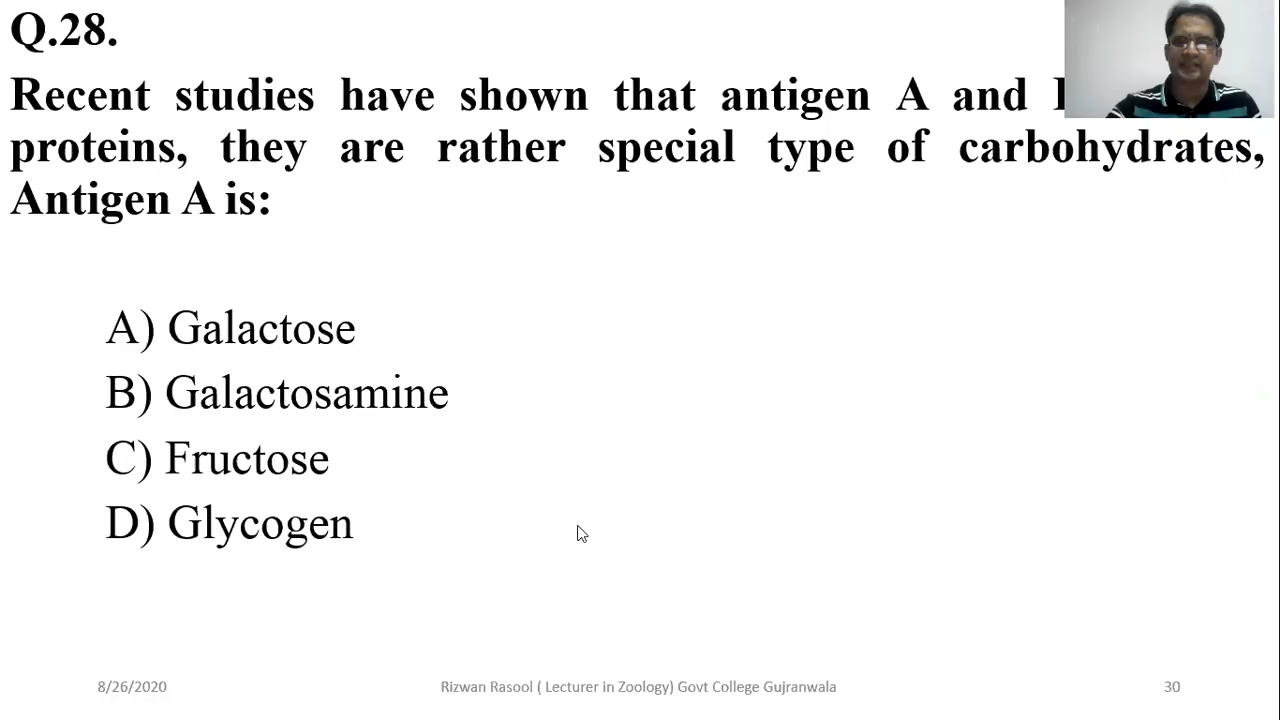 Q.28.
Recent studies have shown that antigen A and
proteins, they are rather special type of carbohydrates,
Antigen A is:
A) Galactose
B) Galactosamine
C) Fructose
D) Glycogen
8/26/2020
Rizwan Rasool ( Lecturer in Zoology) Govt College Gujranwala
30